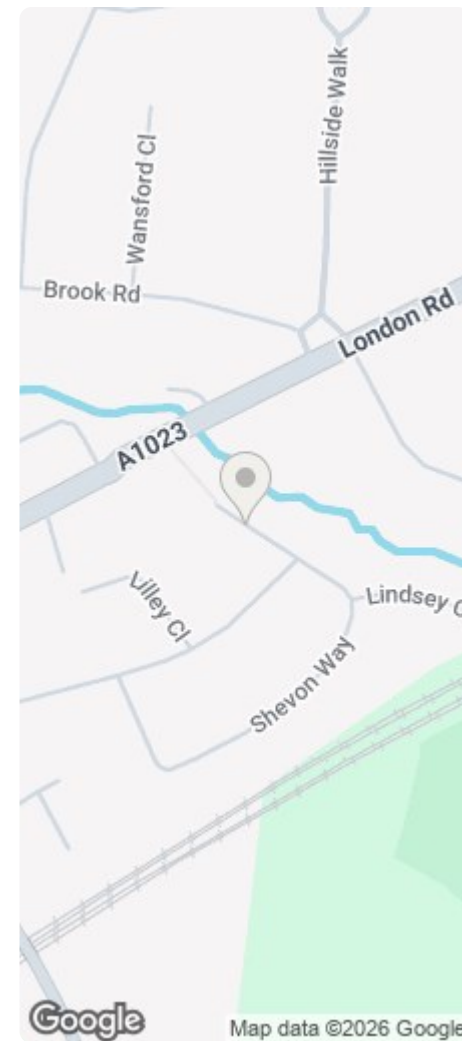 Hillside Walk
Wansford Cl
Brook Rd
London Rd
A1023
Lilley Cl
Lindsey C
Shevon Way
Google
Map data ©2026 Google